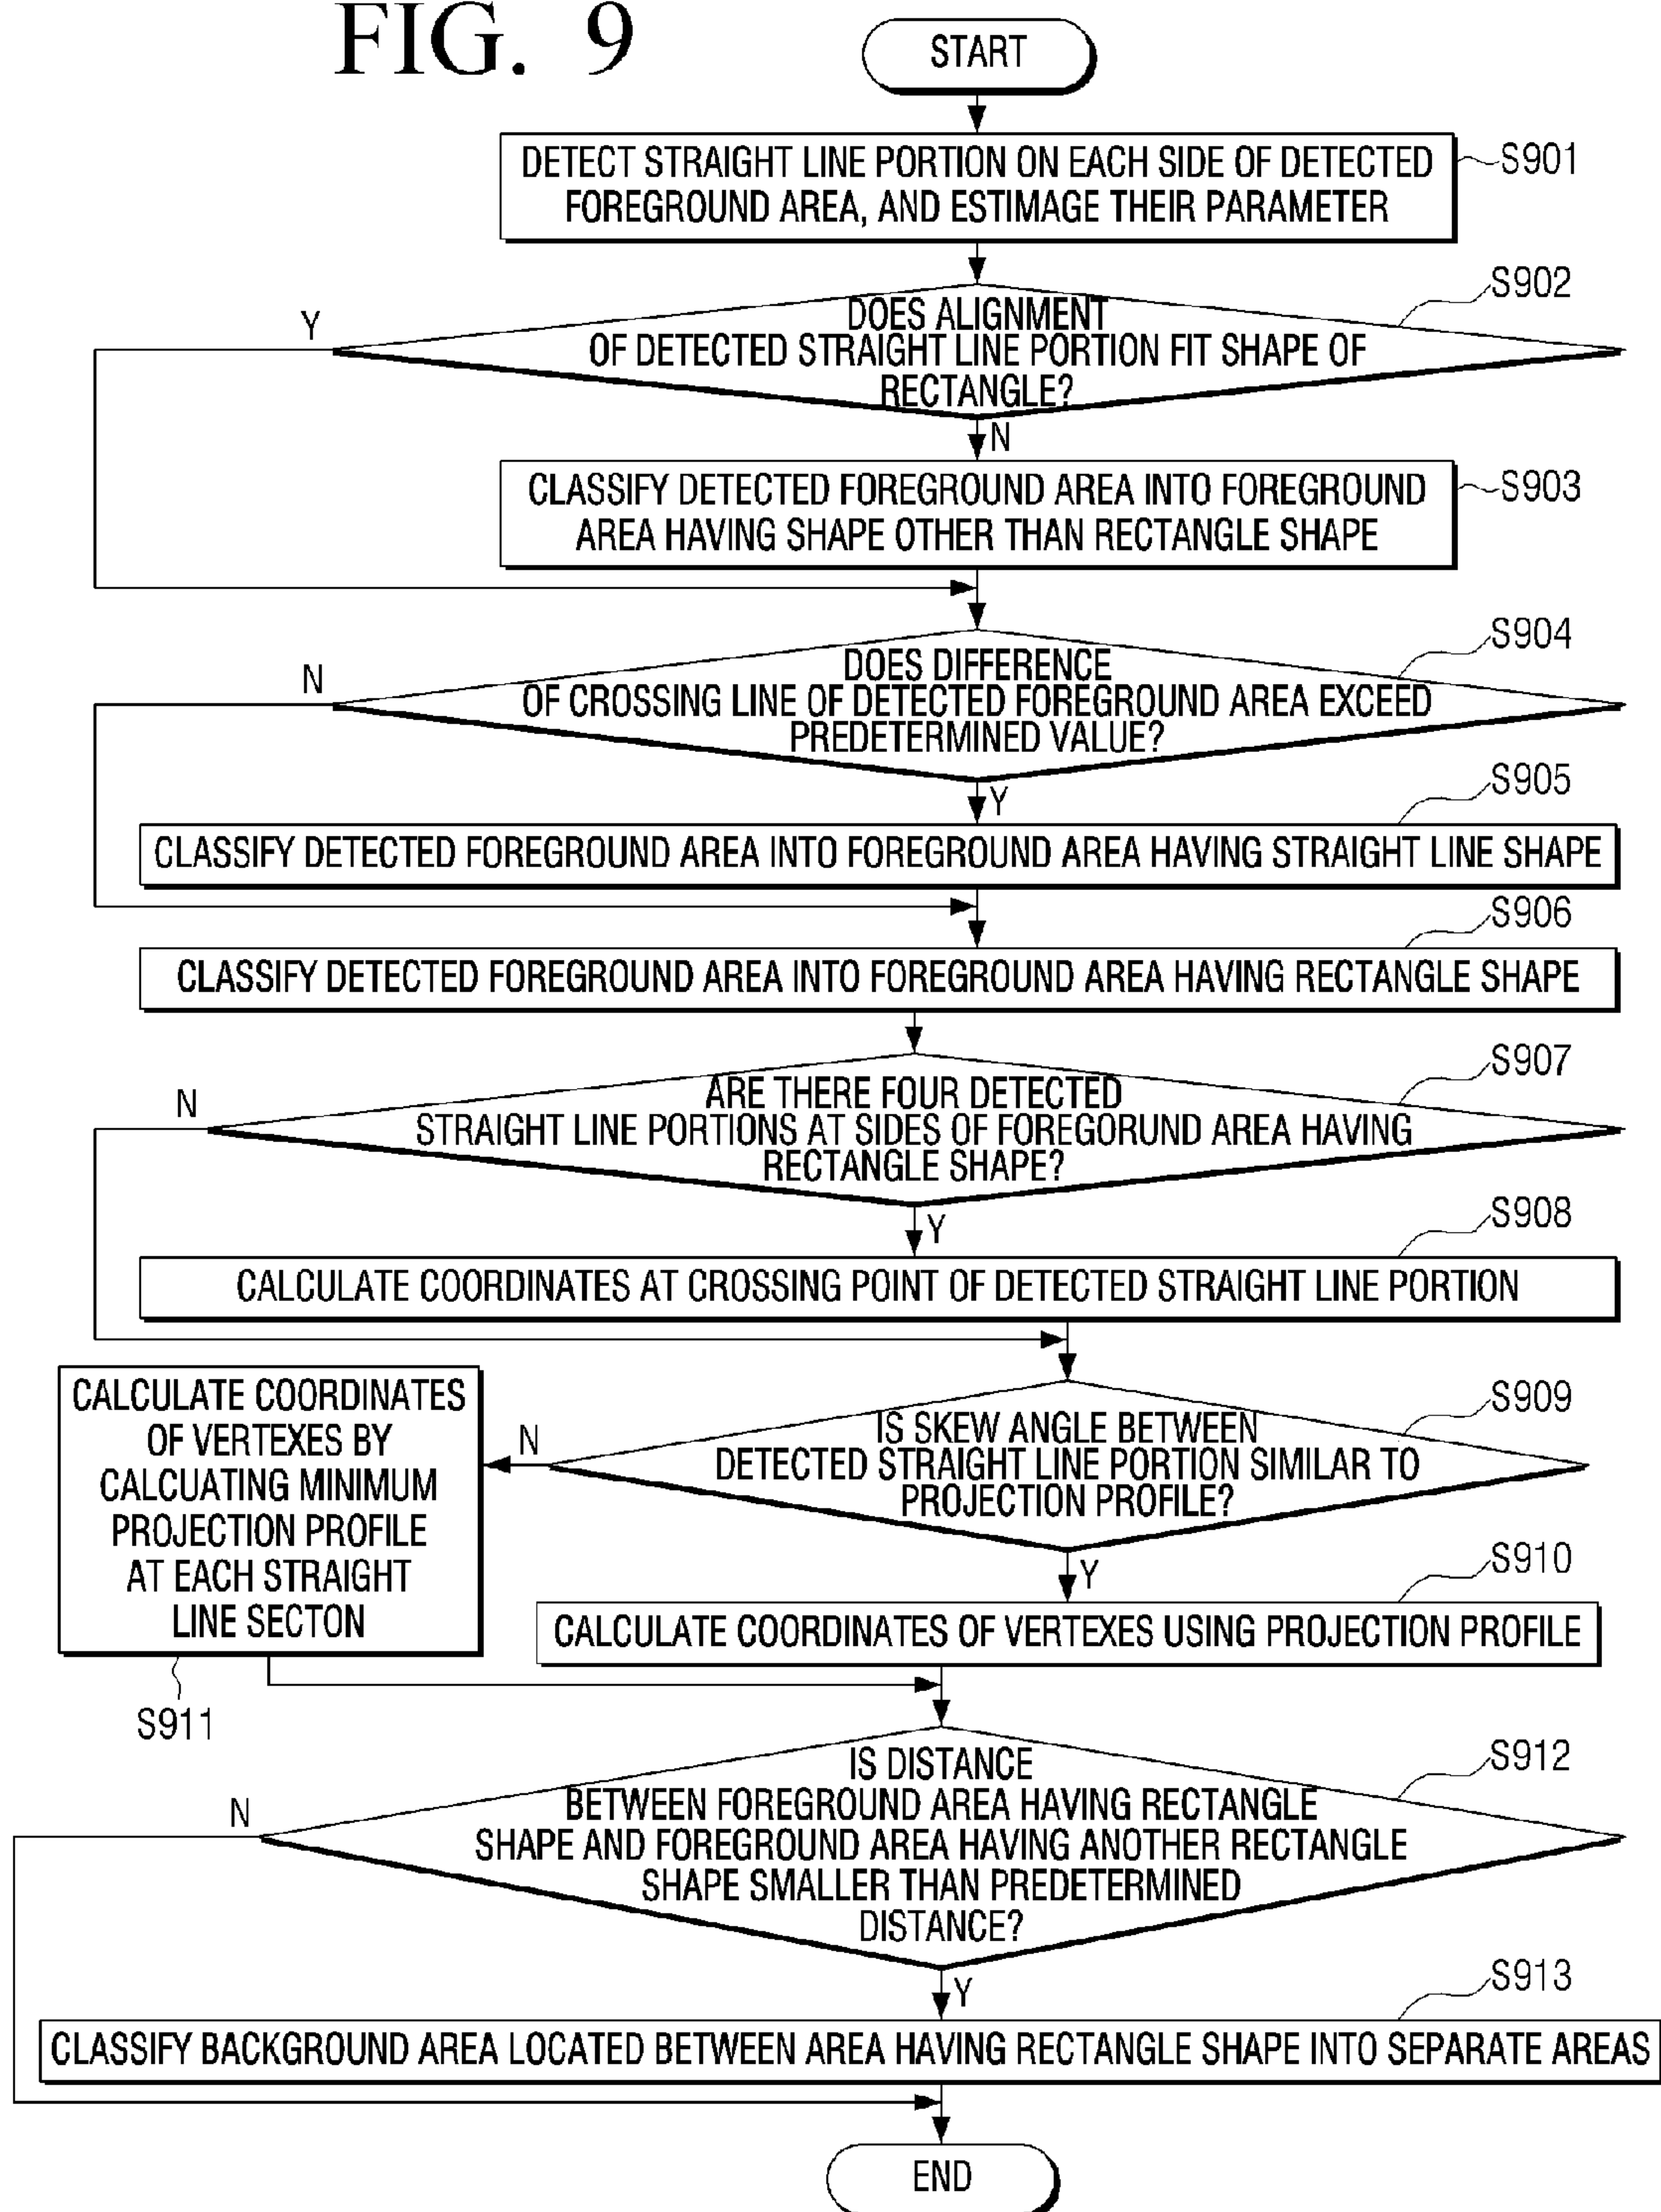 FIG. 9
START
DETECT STRAIGHT LINE PORTION ON EACH SIDE OF DETECTED
FOREGROUND AREA, AND ESTIMAGE THEIR PARAMETER
S901
S902
Y
DOES ALIGNMENT
OF DETECTED STRAIGHT LINE PORTION FIT SHAPE OF
RECTANGLE?
N
CLASSIFY DETECTED FOREGROUND AREA INTO FOREGROUND
AREA HAVING SHAPE OTHER THAN RECTANGLE SHAPE
S903
S904
N
DOES DIFFERENCE
OF CROSSING LINE OF DETECTED FOREGROUND AREA EXCEED
PREDETERMINED VALUE?
Y
S905
CLASSIFY DETECTED FOREGROUND AREA INTO FOREGROUND AREA HAVING STRAIGHT LINE SHAPE
S906
CLASSIFY DETECTED FOREGROUND AREA INTO FOREGROUND AREA HAVING RECTANGLE SHAPE
S907
N
ARE THERE FOUR DETECTED
STRAIGHT LINE PORTIONS AT SIDES OF FOREGORUND AREA HAVING
RECTANGLE SHAPE?
Y
S908
CALCULATE COORDINATES AT CROSSING POINT OF DETECTED STRAIGHT LINE PORTION
S909
IS SKEW ANGLE BETWEEN
DETECTED STRAIGHT LINE PORTION SIMILAR TO
PROJECTION PROFILE?
N
CALCULATE COORDINATES
OF VERTEXES BY
CALCUATING MINIMUM
PROJECTION PROFILE
AT EACH STRAIGHT
LINE SECTON
S911
Y
S910
CALCULATE COORDINATES OF VERTEXES USING PROJECTION PROFILE
S912
N
IS DISTANCE
BETWEEN FOREGROUND AREA HAVING RECTANGLE
SHAPE AND FOREGROUND AREA HAVING ANOTHER RECTANGLE
SHAPE SMALLER THAN PREDETERMINED
DISTANCE?
Y
S913
CLASSIFY BACKGROUND AREA LOCATED BETWEEN AREA HAVING RECTANGLE SHAPE INTO SEPARATE AREAS
END